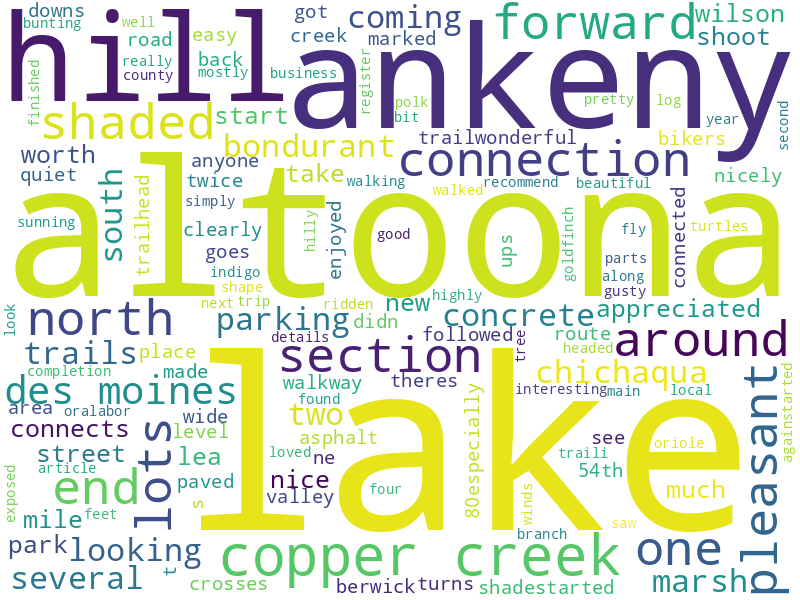 downs
bunting
well
road
easy
really
back
county
mostly
finished
hill
got
creek
coming
marked
business
register
forward
wilson
shoot
ankeny
polk
bit
pretty
log
year
second
shaded
start
bondurant
trailwonderful
bikers
worth
quiet
south
trailhead
anyone
twice
simply
take
walking
connection
walked
recommend
beautiful
nicely
sunning
clearly
goes
indigo
hilly
enjoyed
good
altoona
ups
goldfinch
fly
parts
along
gusty
connected
turtles
shape
next
trip
ridden
highly
new
look
north
parking
didn
details
concrete
appreciated
followed
tree
route
headed
around
trails
place
section
completion
made
walkway
theres
found
interesting
chichaqua
main
local
des moines
area
oralabor
wide
connects
level
street
lea
article
exposed
lots
two
asphalt
loved
ne
nice
valley
lake
80especially
see
oriole
traili
54th
pleasant
againstarted
end
paved
s
four
much
mile
feet
winds
saw
park
looking
copper creek
branch
one
several
t
crosses
berwick
turns
shadestarted
marsh